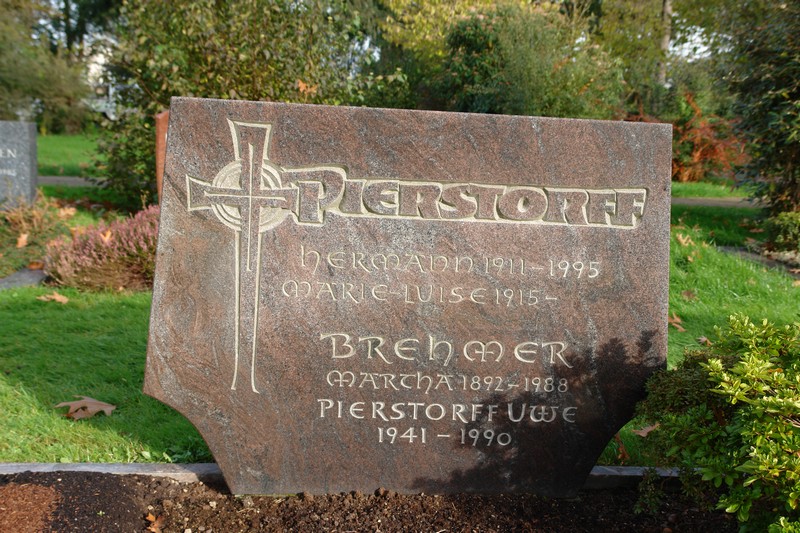 PIERSTORFF
HERMANN 1911–1995
MARIE-LUISE 1915–
BREHMER
MARTHA 1892–1988
PIERSTORFF UWE
1941–1990